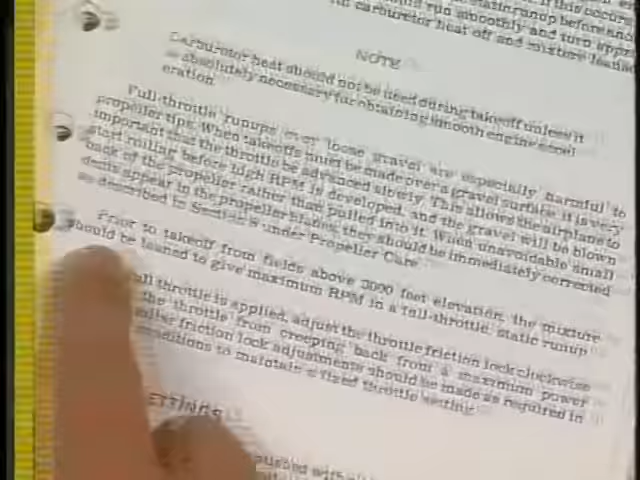 run smoothly and turn
carburetor heat off and mixture leaned
NOTE
Carburetor heat should not be used during takeoff unless it
is absolutely necessary for obtaining smooth engine accel
eration.
Full-throttle runups over loose gravel are especially harmful to
propeller tips. When takeoffs must be made over a gravel surface, it is very
important that the throttle be advanced slowly. This allows the airplane to
start rolling before high RPM is developed, and the gravel will be blown
back of the propeller rather than pulled into it. When unavoidable small
dents appear in the propeller blades, they should be immediately corrected
as described in Section 8 under Propeller Care.
Prior to takeoff from fields above 3000 feet elevation, the mixture
should be leaned to give maximum RPM in a full-throttle, static runup.
full throttle is applied, adjust the throttle friction lock clockwise
the throttle from creeping back from a maximum power
friction lock adjustments should be made as required in
conditions to maintain a fixed throttle setting.
ETTINGS